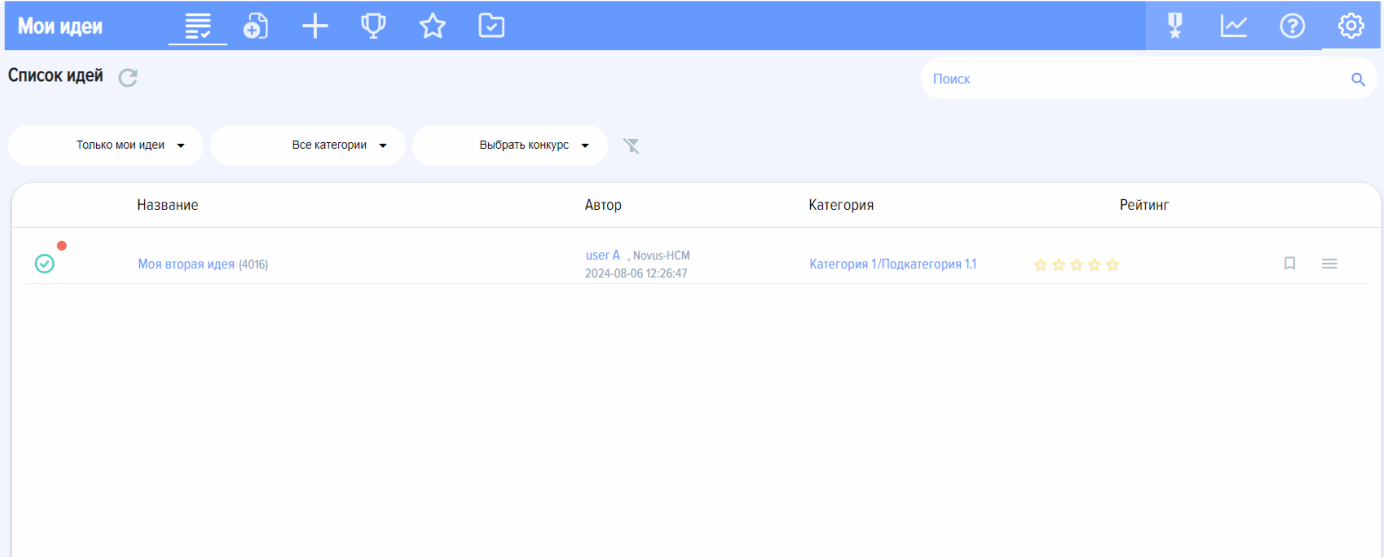 Мои идеи
Список идей
Поиск
Только мои идеи
Все категории
Выбрать конкурс
Название Автор Категория Рейтинг
Моя вторая идея (4016)
user A , Novus-HCM
2024-08-06 12:26:47
Категория 1/Подкатегория 1.1